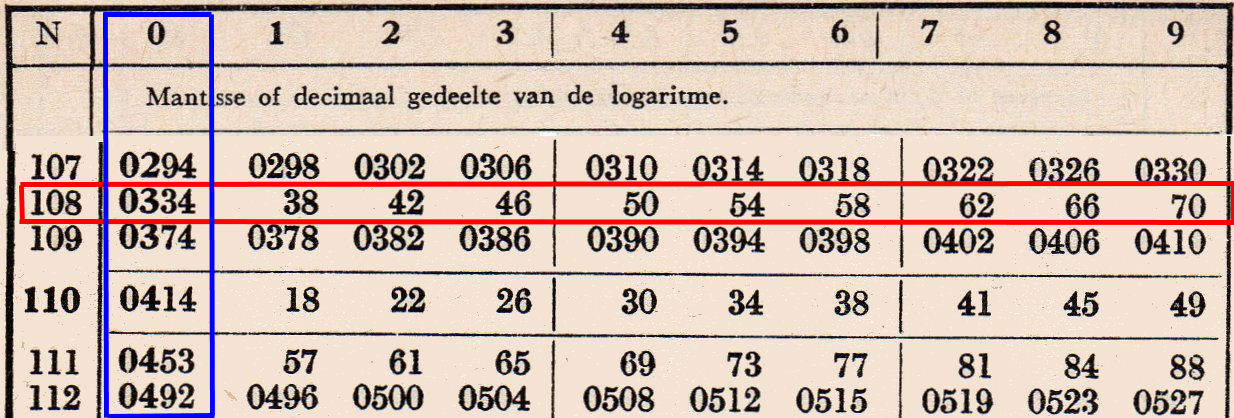 N 0 1 2 3 4 5 6 7 8 9
Mantisse of decimaal gedeelte van de logaritme.
107 0294 0298 0302 0306 0310 0314 0318 0322 0326 0330
108 0334 38 42 46 50 54 58 62 66 70
109 0374 0378 0382 0386 0390 0394 0398 0402 0406 0410
110 0414 18 22 26 30 34 38 41 45 49
111 0453 57 61 65 69 73 77 81 84 88
112 0492 0496 0500 0504 0508 0512 0515 0519 0523 0527